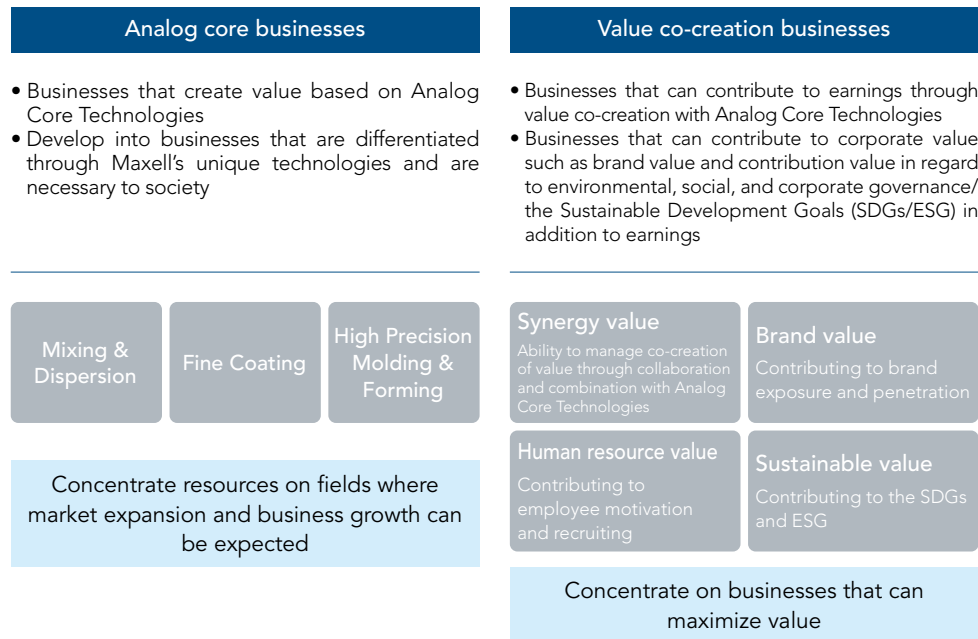 Analog core businesses
• Businesses that create value based on Analog
Core Technologies
• Develop into businesses that are differentiated
through Maxell’s unique technologies and are
necessary to society
Mixing &
Dispersion
Fine Coating
High Precision
Molding &
Forming
Concentrate resources on fields where
market expansion and business growth can
be expected
Value co-creation businesses
• Businesses that can contribute to earnings through
value co-creation with Analog Core Technologies
• Businesses that can contribute to corporate value
such as brand value and contribution value in regard
to environmental, social, and corporate governance/
the Sustainable Development Goals (SDGs/ESG) in
addition to earnings
Synergy value
Ability to manage co-creation
of value through collaboration
and combination with Analog
Core Technologies
Brand value
Contributing to brand
exposure and penetration
Human resource value
Contributing to
employee motivation
and recruiting
Sustainable value
Contributing to the SDGs
and ESG
Concentrate on businesses that can
maximize value